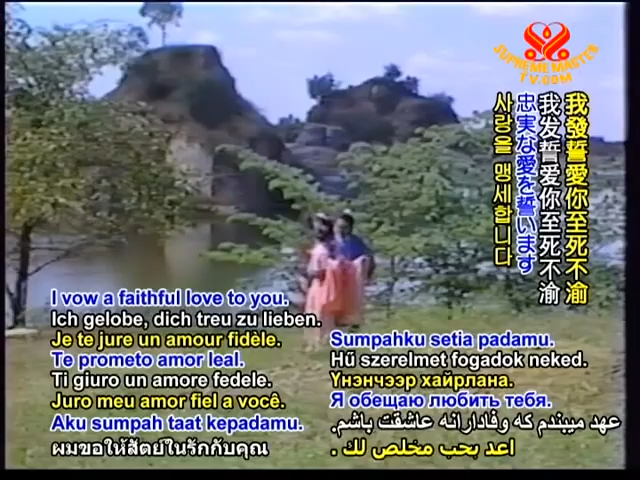 SUPREME MASTER
TV.COM
我發誓愛你至死不渝
我发誓爱你至死不渝
忠実な愛を誓います
사랑을 맹세합니다
I vow a faithful love to you.
Ich gelobe, dich treu zu lieben.
Je te jure un amour fidèle.
Te prometo amor leal.
Ti giuro un amore fedele.
Juro meu amor fiel a você.
Aku sumpah taat kepadamu.
ผมขอให้สัตย์ในรักกับคุณ
Sumpahku setia padamu.
Hű szerelmet fogadok neked.
Үнэнчээр хайрлана.
Я обещаю любить тебя.
عهد میبندم که وفادارانه عاشقت باشم.
اعد بحب مخلص لك .